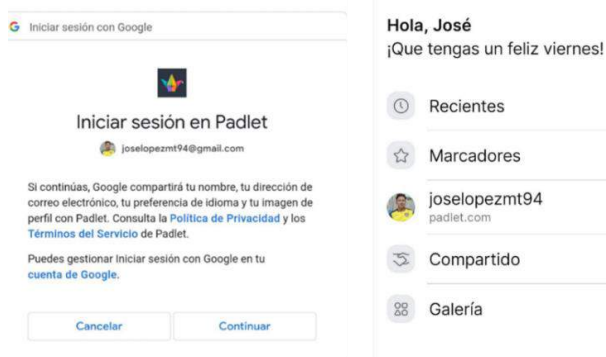 Iniciar sesión con Google
Iniciar sesión en Padlet
joselopezmt94@gmail.com
Si continúas, Google compartirá tu nombre, tu dirección de
correo electrónico, tu preferencia de idioma y tu imagen de
perfil con Padlet. Consulta la Política de Privacidad y los
Términos del Servicio de Padlet.
Puedes gestionar Iniciar sesión con Google en tu
cuenta de Google.
Cancelar
Continuar
Hola, José
¡Que tengas un feliz viernes!
Recientes
Marcadores
joselopezmt94
padlet.com
Compartido
Galería